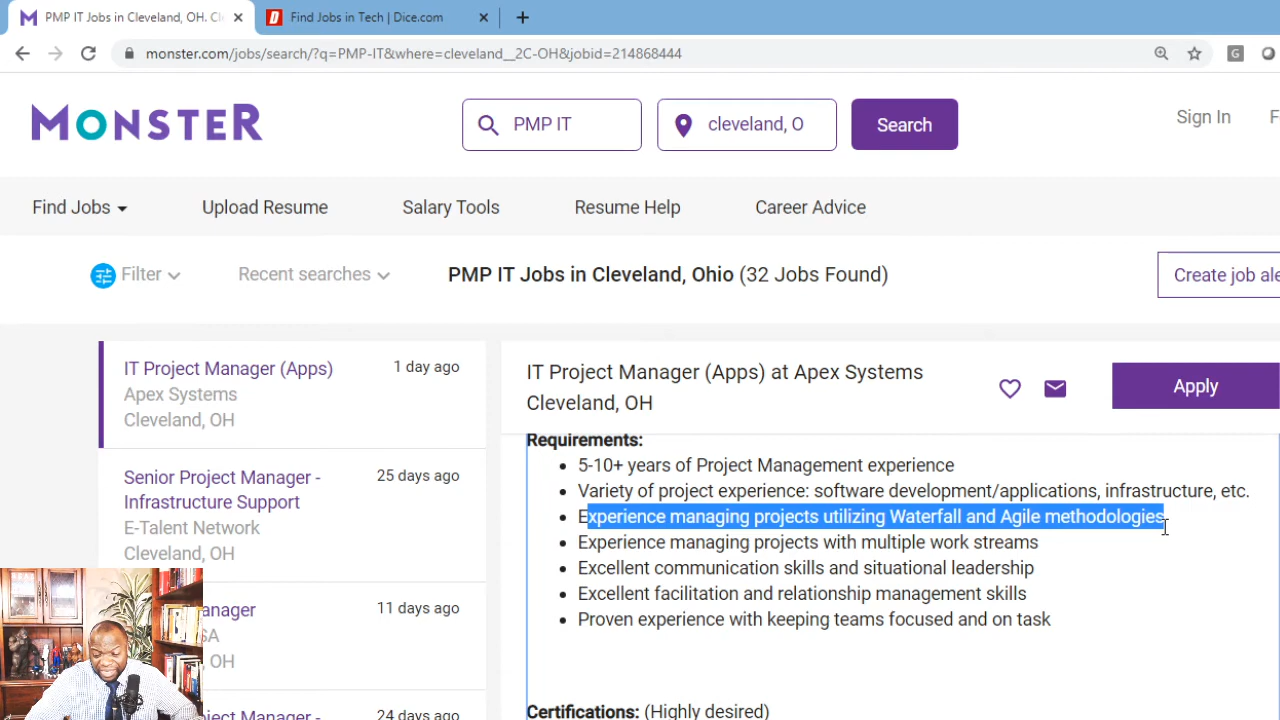 PMP IT Jobs in Cleveland, OH. Cl
Find Jobs in Tech | Dice.com
monster.com/jobs/search/?q=PMP-IT&where=cleveland__2C-OH&jobid=214868444
MONSTER
PMP IT
cleveland, O
Search
Sign In
F
Find Jobs
Upload Resume
Salary Tools
Resume Help
Career Advice
Filter
Recent searches
PMP IT Jobs in Cleveland, Ohio (32 Jobs Found)
Create job ale
IT Project Manager (Apps)
1 day ago
Apex Systems
Cleveland, OH
Senior Project Manager -
25 days ago
Infrastructure Support
E-Talent Network
Cleveland, OH
anager
11 days ago
SA
OH
ject Manager -
24 days ago
IT Project Manager (Apps) at Apex Systems
Cleveland, OH
Apply
Requirements:
5-10+ years of Project Management experience
Variety of project experience: software development/applications, infrastructure, etc.
Experience managing projects utilizing Waterfall and Agile methodologies
Experience managing projects with multiple work streams
Excellent communication skills and situational leadership
Excellent facilitation and relationship management skills
Proven experience with keeping teams focused and on task
Certifications: (Highly desired)